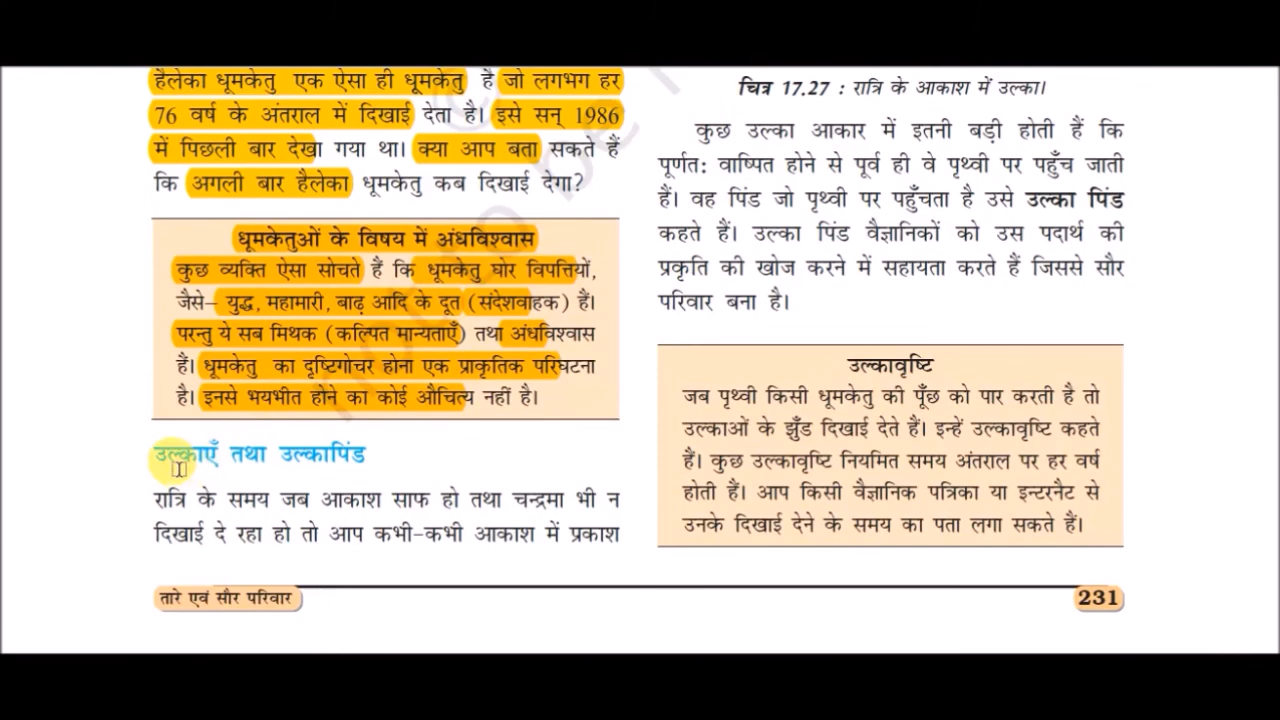 हैलेका धूमकेतु एक ऐसा ही धूमकेतु है जो लगभग हर
76 वर्ष के अंतराल में दिखाई देता है। इसे सन् 1986
में पिछली बार देखा गया था। क्या आप बता सकते हैं
कि अगली बार हैलेका धूमकेतु कब दिखाई देगा?
धूमकेतुओं के विषय में अंधविश्वास
कुछ व्यक्ति ऐसा सोचते हैं कि धूमकेतु घोर विपत्तियों,
जैसे– युद्ध, महामारी, बाढ़ आदि के दूत (संदेशवाहक) हैं।
परन्तु ये सब मिथक (कल्पित मान्यताएँ) तथा अंधविश्वास
हैं। धूमकेतु का दृष्टिगोचर होना एक प्राकृतिक परिघटना
है। इनसे भयभीत होने का कोई औचित्य नहीं है।
उल्काएँ तथा उल्कापिंड
रात्रि के समय जब आकाश साफ हो तथा चन्द्रमा भी न
दिखाई दे रहा हो तो आप कभी-कभी आकाश में प्रकाश
चित्र 17.27 : रात्रि के आकाश में उल्का।
कुछ उल्का आकार में इतनी बड़ी होती हैं कि
पूर्णत: वाष्पित होने से पूर्व ही वे पृथ्वी पर पहुँच जाती
हैं। वह पिंड जो पृथ्वी पर पहुँचता है उसे उल्का पिंड
कहते हैं। उल्का पिंड वैज्ञानिकों को उस पदार्थ की
प्रकृति की खोज करने में सहायता करते हैं जिससे सौर
परिवार बना है।
उल्कावृष्टि
जब पृथ्वी किसी धूमकेतु की पूँछ को पार करती है तो
उल्काओं के झुँड दिखाई देते हैं। इन्हें उल्कावृष्टि कहते
हैं। कुछ उल्कावृष्टि नियमित समय अंतराल पर हर वर्ष
होती हैं। आप किसी वैज्ञानिक पत्रिका या इन्टरनैट से
उनके दिखाई देने के समय का पता लगा सकते हैं।
तारे एवं सौर परिवार
231